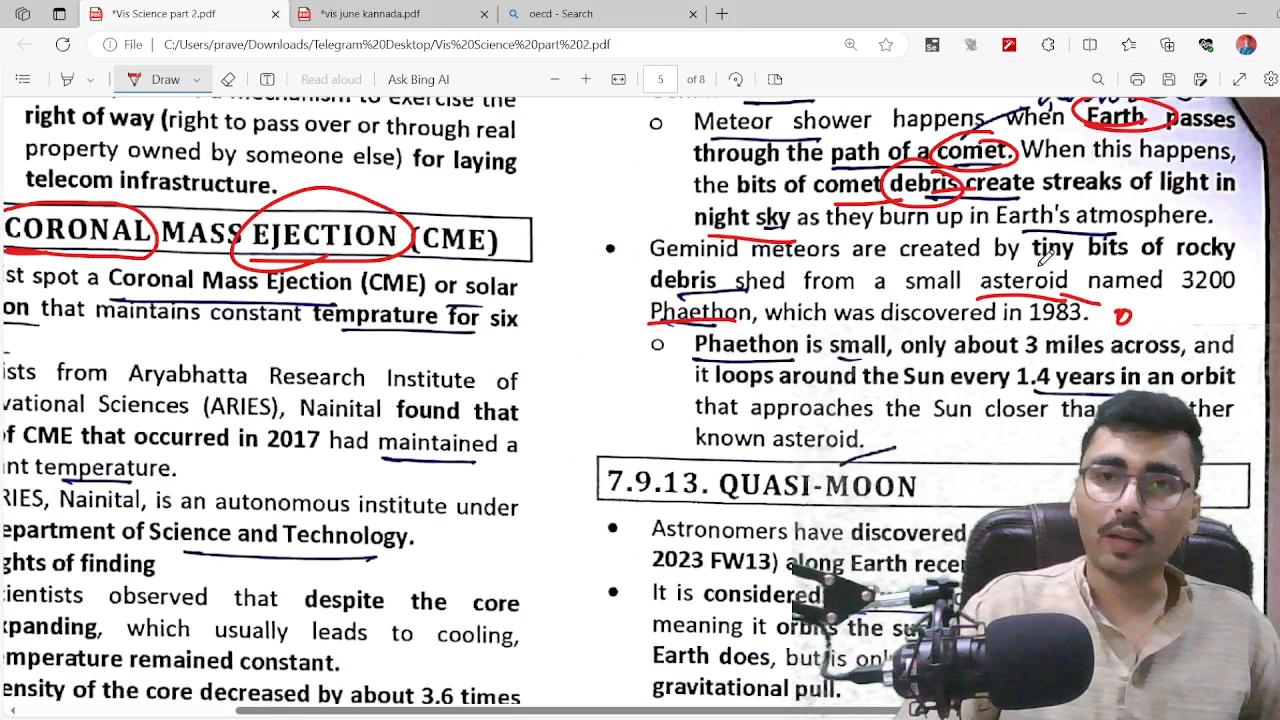 *Vis Science part 2.pdf
*vis june kannada.pdf
oecd - Search
File
C:/Users/prave/Downloads/Telegram%20Desktop/Vis%20Science%20part%202.pdf
Draw
Read aloud
Ask Bing AI
5
of 8
right of way (right to pass over or through real
property owned by someone else) for laying
telecom infrastructure.
CORONAL MASS EJECTION (CME)
ist spot a Coronal Mass Ejection (CME) or solar
on that maintains constant temprature for six
ists from Aryabhatta Research Institute of
vational Sciences (ARIES), Nainital found that
of CME that occurred in 2017 had maintained a
ant temperature.
RIES, Nainital, is an autonomous institute under
epartment of Science and Technology.
ghts of finding
cientists observed that despite the core
xpanding, which usually leads to cooling,
emperature remained constant.
ensity of the core decreased by about 3.6 times
Meteor shower happens when Earth passes
through the path of a comet. When this happens,
the bits of comet debris create streaks of light in
night sky as they burn up in Earth's atmosphere.
Geminid meteors are created by tiny bits of rocky
debris shed from a small asteroid named 3200
Phaethon, which was discovered in 1983.
Phaethon is small, only about 3 miles across, and
it loops around the Sun every 1.4 years in an orbit
that approaches the Sun closer tha ther
known asteroid.
7.9.13. QUASI-MOON
Astronomers have discovered
2023 FW13) along Earth rece
It is considered
meaning it orbits the su
Earth does, but is on
gravitational pull.